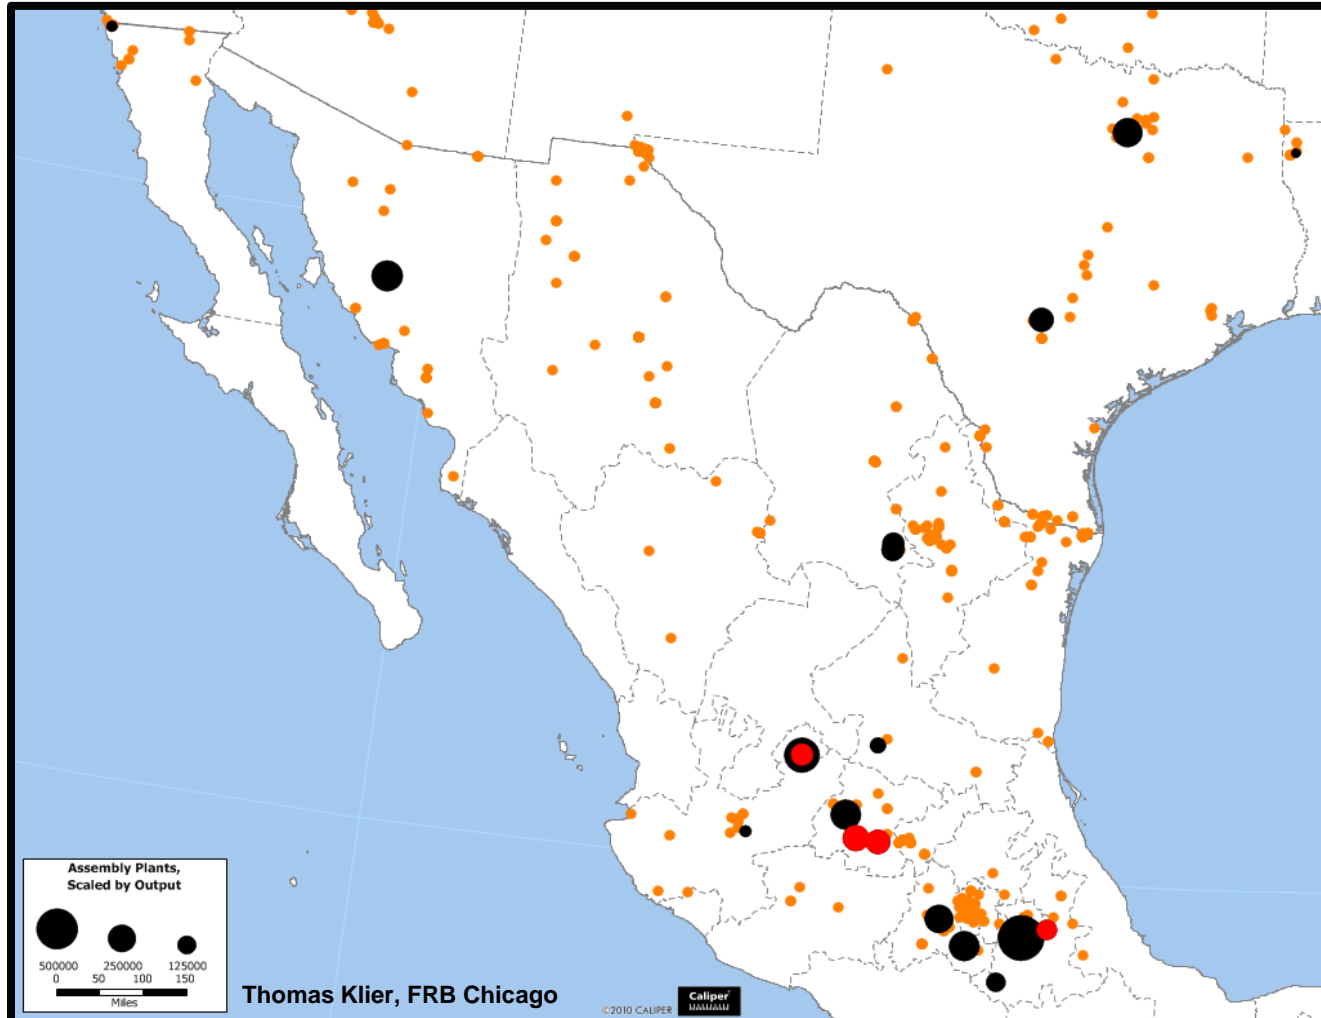 Assembly Plants,
Scaled by Output
500000 250000 125000
0 50 100 150
Miles
Thomas Klier, FRB Chicago
©2010 CALIPER
Caliper